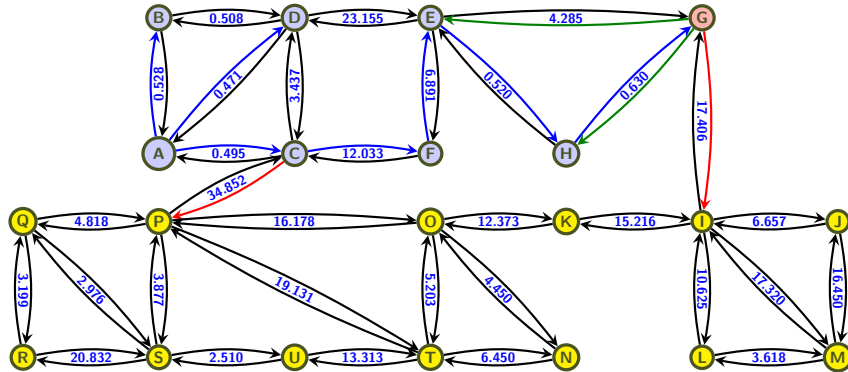 B 0.508 D 23.155 E 4.285 G
0.528 0.471 3.437 6.891 0.520 0.630 17.406
A 0.495 C 12.033 F H
34.852
Q 4.818 P 16.178 O 12.373 K 15.216 I 6.657 J
3.199 2.976 3.877 19.131 5.203 4.450 10.625 17.320 16.450
R 20.832 S 2.510 U 13.313 T 6.450 N L 3.618 M